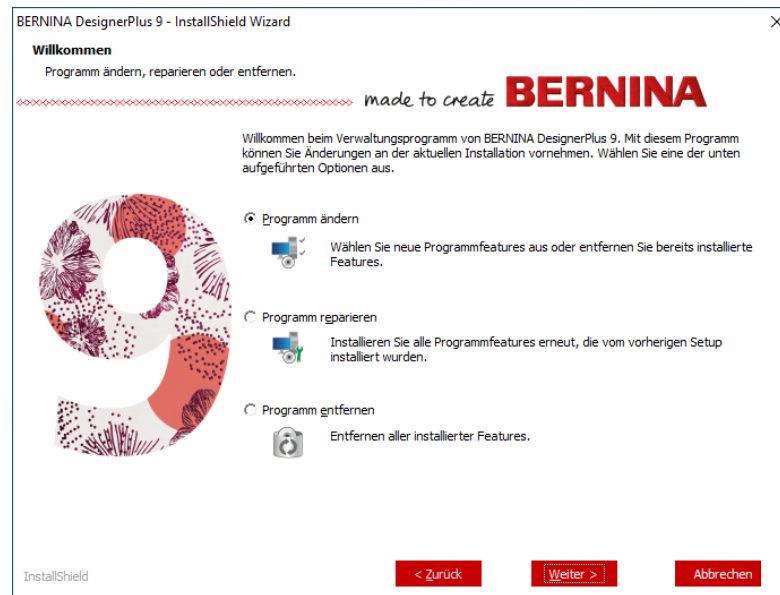 BERNINA DesignerPlus 9 - InstallShield Wizard
Willkommen
Programm ändern, reparieren oder entfernen.
made to create BERNINA
Willkommen beim Verwaltungsprogramm von BERNINA DesignerPlus 9. Mit diesem Programm
können Sie Änderungen an der aktuellen Installation vornehmen. Wählen Sie eine der unten
aufgeführten Optionen aus.
9
Programm ändern
Wählen Sie neue Programmfeatures aus oder entfernen Sie bereits installierte
Features.
Programm reparieren
Installieren Sie alle Programmfeatures erneut, die vom vorherigen Setup
installiert wurden.
Programm entfernen
Entfernen aller installierter Features.
InstallShield
< Zurück
Weiter >
Abbrechen